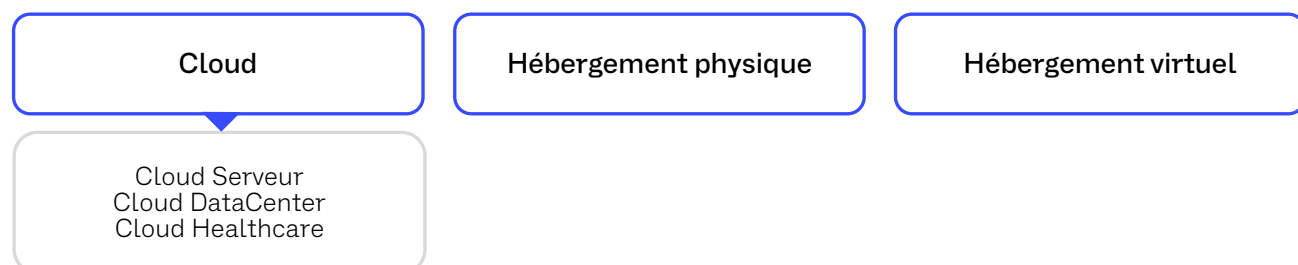 Cloud
Hébergement physique
Hébergement virtuel
Cloud Serveur
Cloud DataCenter
Cloud Healthcare